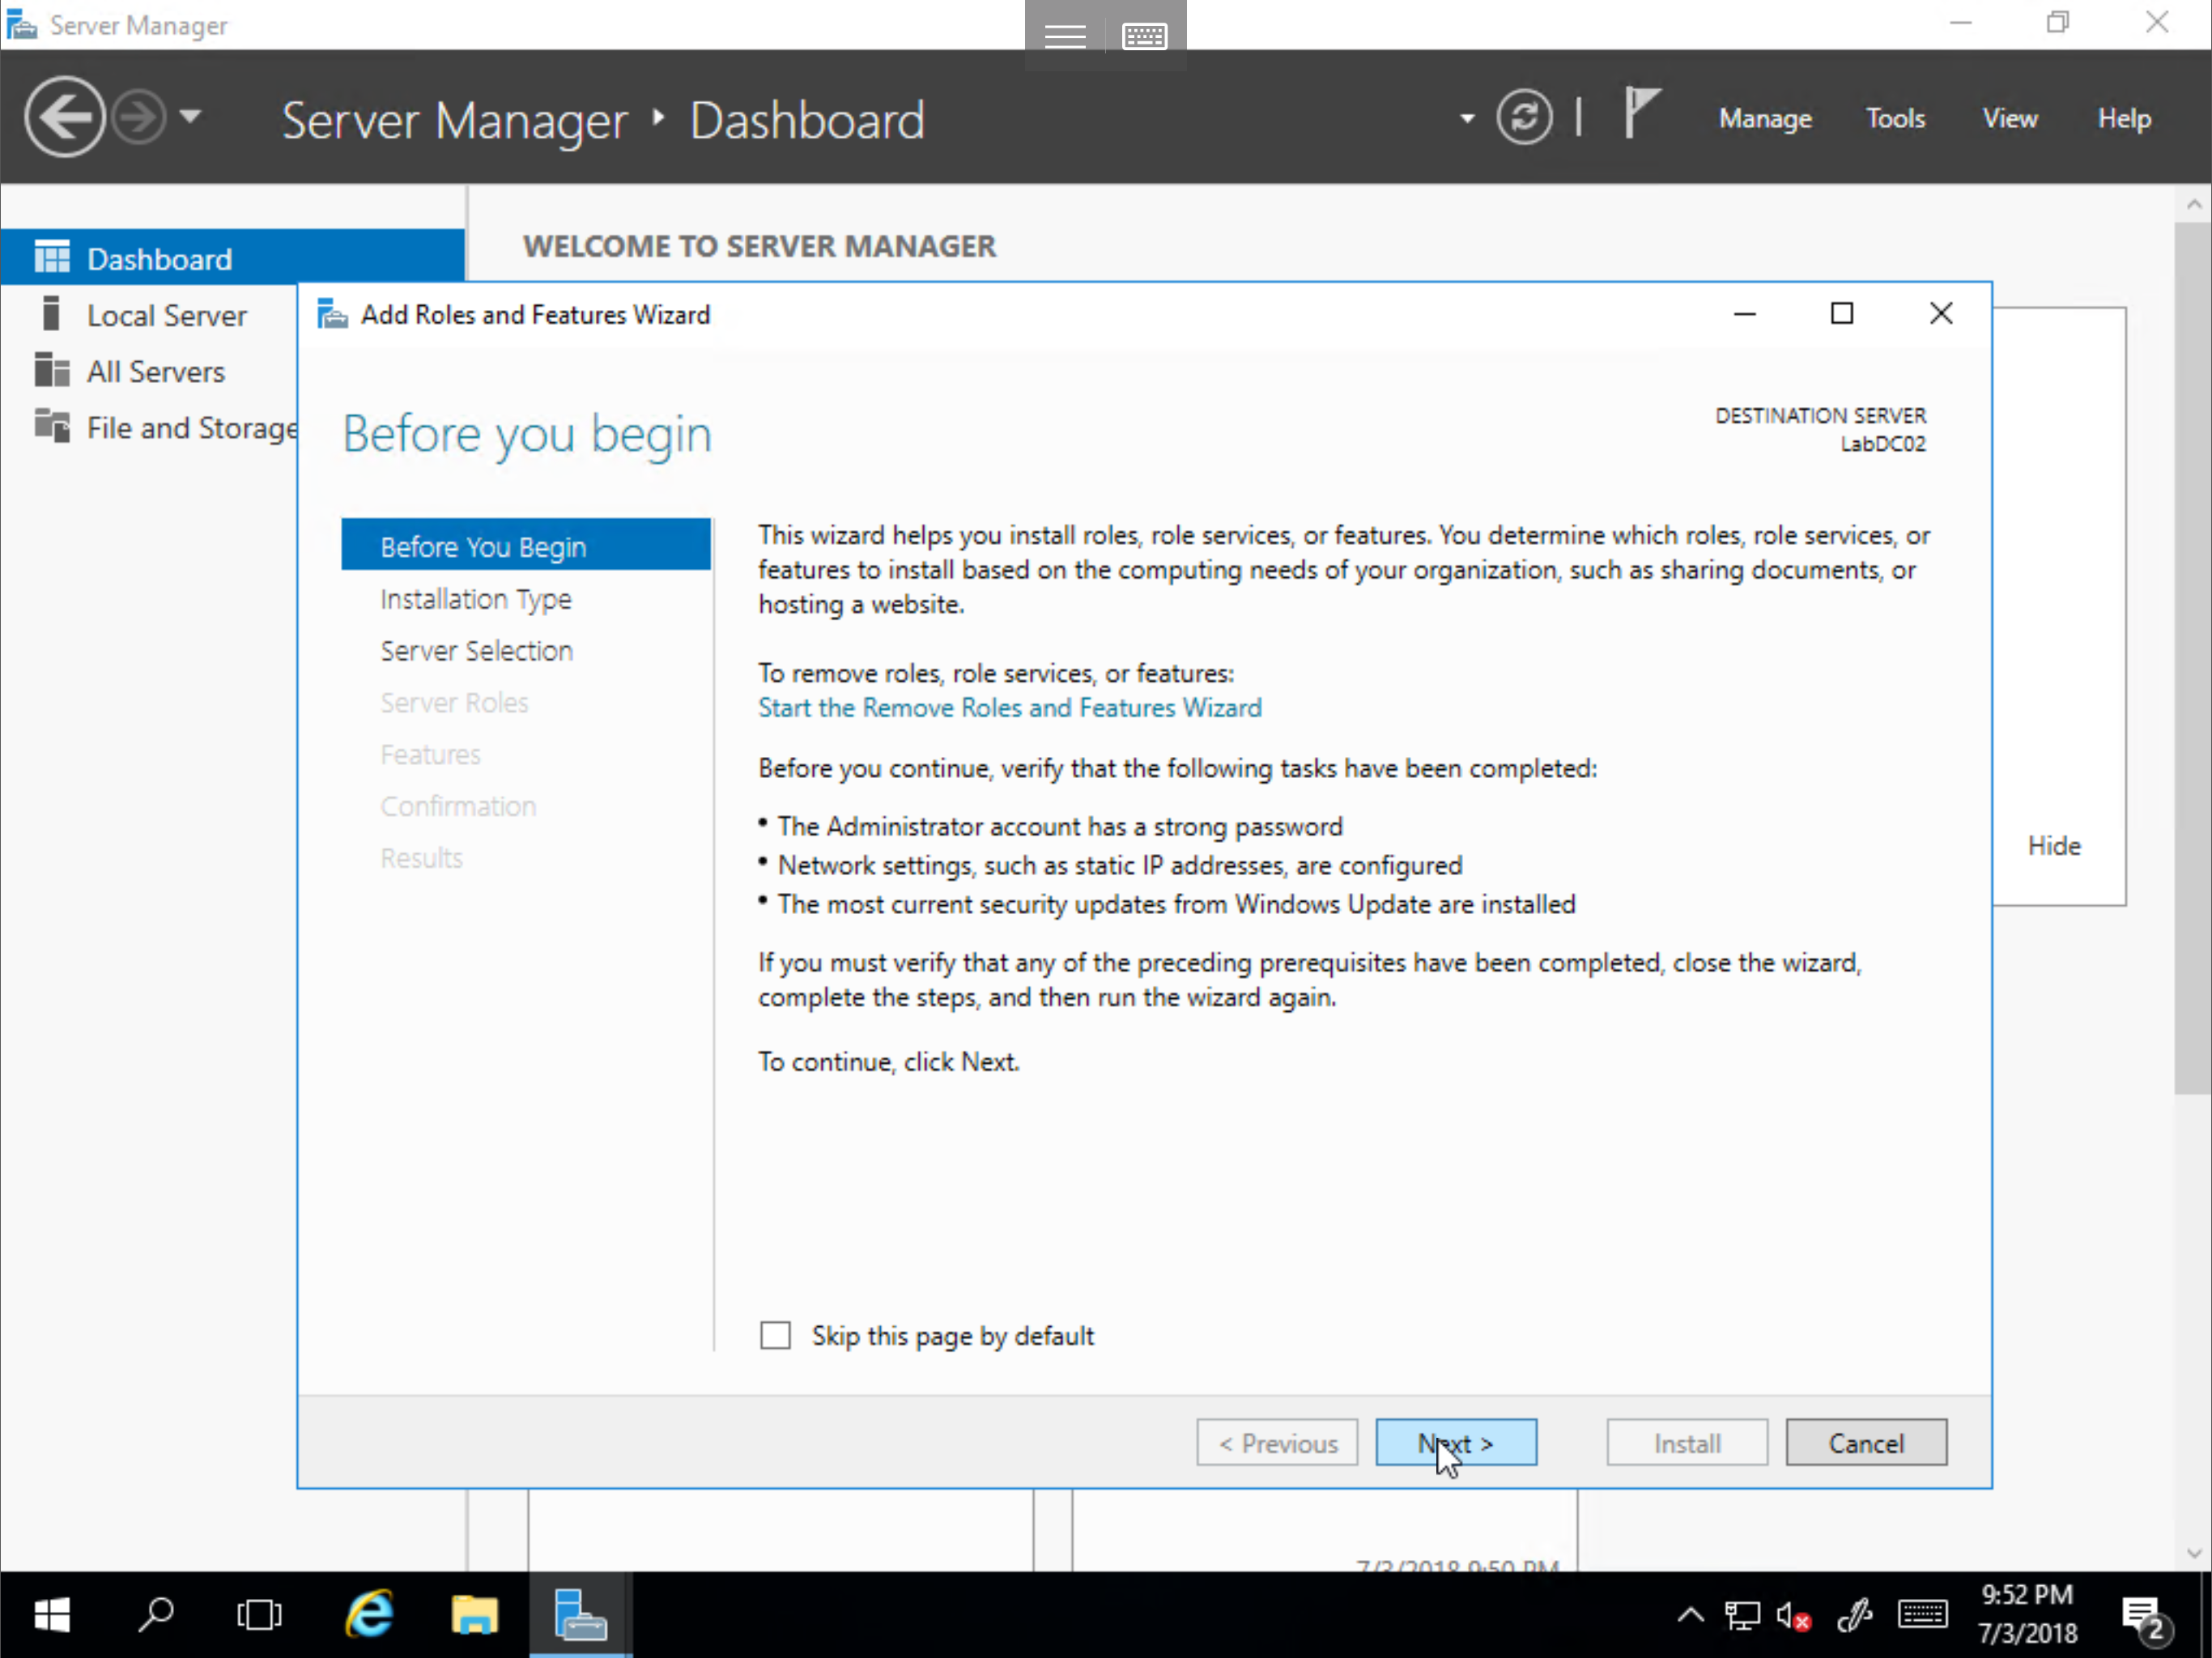 Server Manager
Server Manager ‣ Dashboard
Manage Tools View Help
Dashboard
Local Server
All Servers
File and Storage
WELCOME TO SERVER MANAGER
Add Roles and Features Wizard
Before you begin
DESTINATION SERVER
LabDC02
Before You Begin
Installation Type
Server Selection
Server Roles
Features
Confirmation
Results
This wizard helps you install roles, role services, or features. You determine which roles, role services, or
features to install based on the computing needs of your organization, such as sharing documents, or
hosting a website.
To remove roles, role services, or features:
Start the Remove Roles and Features Wizard
Before you continue, verify that the following tasks have been completed:
• The Administrator account has a strong password
• Network settings, such as static IP addresses, are configured
• The most current security updates from Windows Update are installed
If you must verify that any of the preceding prerequisites have been completed, close the wizard,
complete the steps, and then run the wizard again.
To continue, click Next.
Skip this page by default
< Previous Next > Install Cancel
Hide
7/3/2018 9:50 PM
9:52 PM
7/3/2018
2